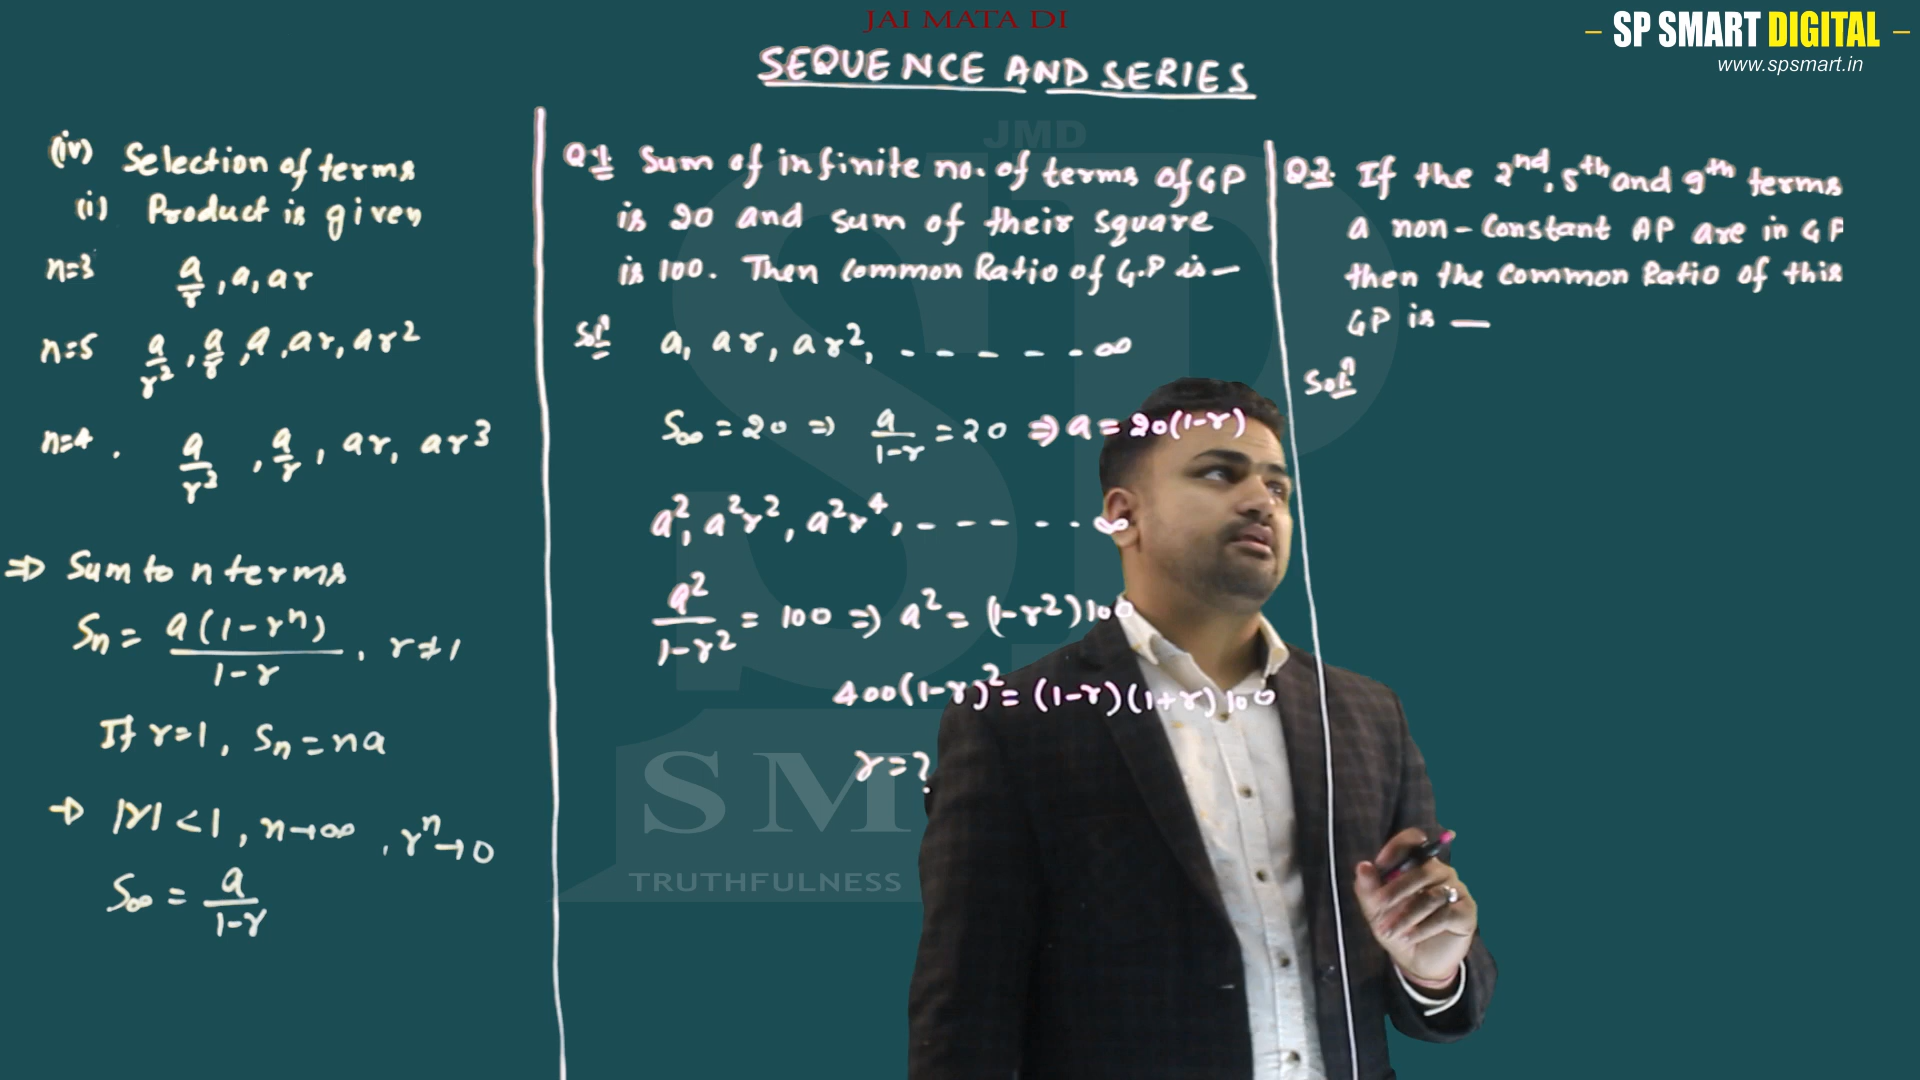 JAI MATA DI
SP SMART DIGITAL
www.spsmart.in
SEQUENCE AND SERIES
(iv) Selection of terms
(i) Product is given
n=3 a/r, a, ar
n=5 a/r², a/r, a, ar, ar²
n=4. a/r³, a/r, ar, ar³
⇒ Sum to n terms
Sn = a(1-rⁿ)/1-r, r≠1
If r=1, Sn=na
→ |r|<1, n→∞, rⁿ→0
S∞ = a/1-r
Q.1 Sum of infinite no. of terms of GP
is 20 and sum of their square
is 100. Then Common Ratio of G.P is —
Solⁿ a, ar, ar², - - - - - - ∞
S∞ = 20 ⇒ a/1-r = 20 ⇒ a = 20(1-r)
a², a²r², a²r⁴, - - - - - - ∞
a²/1-r² = 100 ⇒ a² = (1-r²)100
400(1-r)² = (1-r)(1+r)100
r=?
Q.2. If the 2nd, 5th and 9th terms
a non-Constant AP are in GP
then the Common Ratio of this
GP is —
Solⁿ
JMD
SP
SM
TRUTHFULNESS